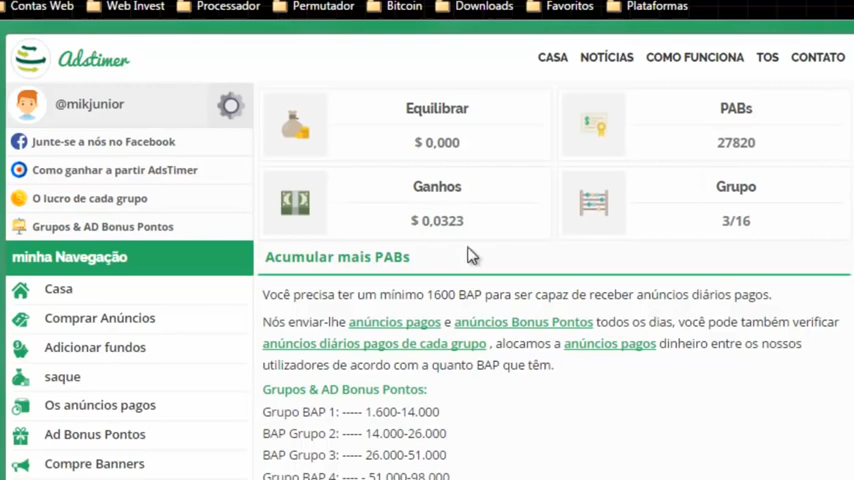 Contas Web Web Invest Processador Permutador Bitcoin Downloads Favoritos Plataformas
Adstimer
CASA NOTÍCIAS COMO FUNCIONA TOS CONTATO
@mikjunior
Junte-se a nós no Facebook
Como ganhar a partir AdsTimer
O lucro de cada grupo
Grupos & AD Bonus Pontos
minha Navegação
Casa
Comprar Anúncios
Adicionar fundos
saque
Os anúncios pagos
Ad Bonus Pontos
Compre Banners
Equilibrar
$ 0,000
PABs
27820
Ganhos
$ 0,0323
Grupo
3/16
Acumular mais PABs
Você precisa ter um mínimo 1600 BAP para ser capaz de receber anúncios diários pagos.
Nós enviar-lhe anúncios pagos e anúncios Bonus Pontos todos os dias, você pode também verificar
anúncios diários pagos de cada grupo , alocamos a anúncios pagos dinheiro entre os nossos
utilizadores de acordo com a quanto BAP que têm.
Grupos & AD Bonus Pontos:
Grupo BAP 1: ----- 1.600-14.000
BAP Grupo 2: ----- 14.000-26.000
BAP Grupo 3: ----- 26.000-51.000
Grupo BAP 4: ---- - 51.000-98.000